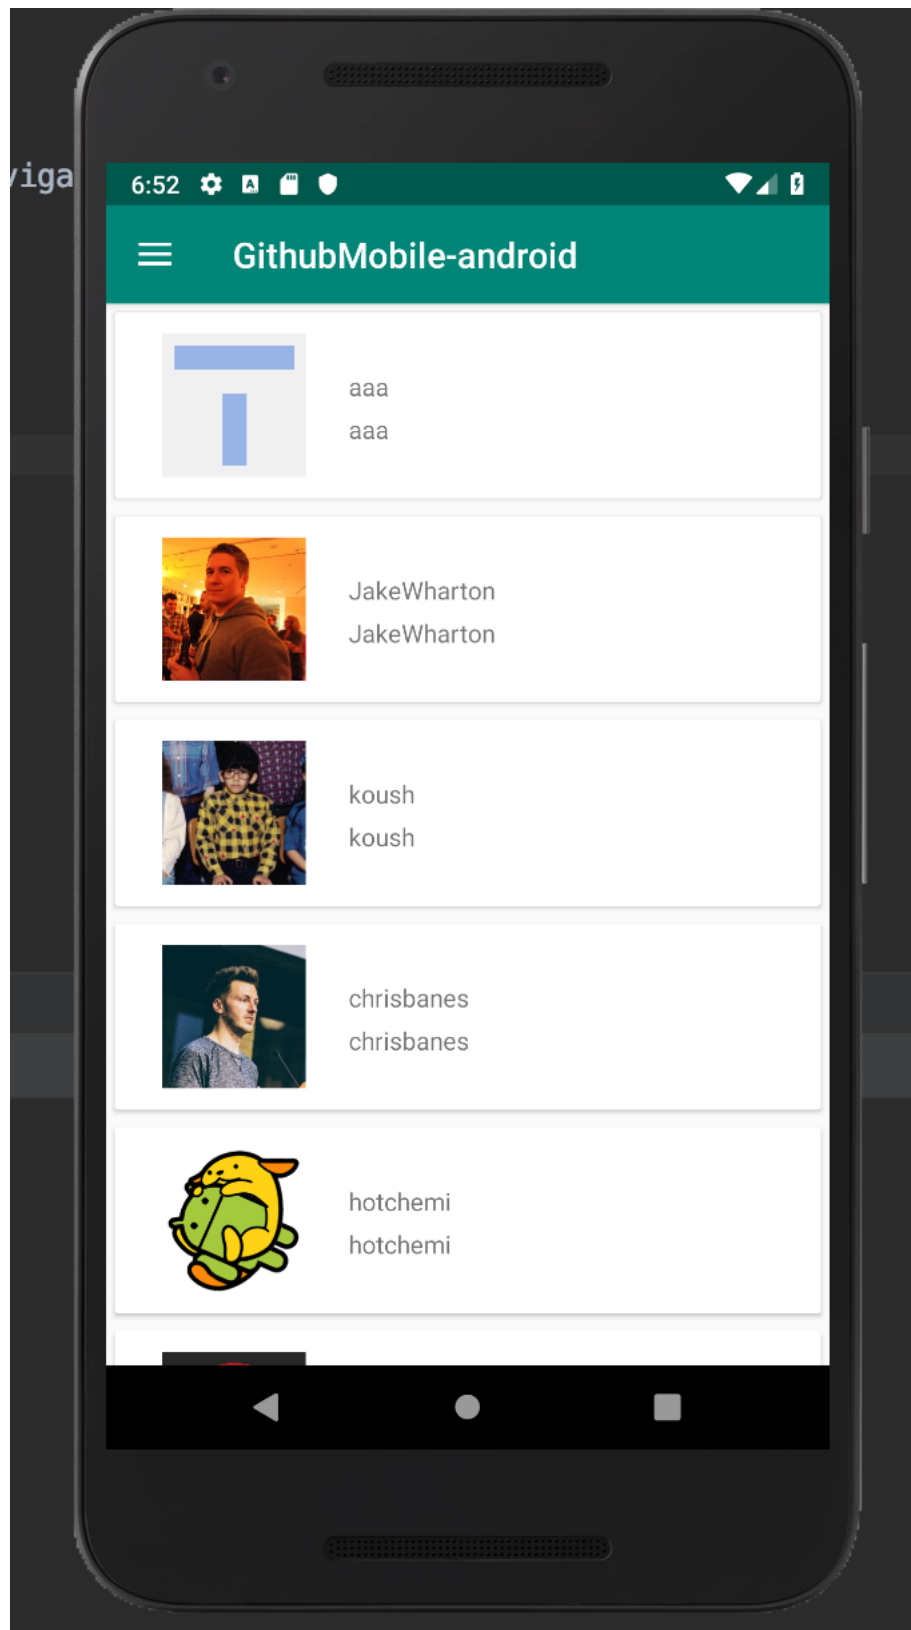 viga
6:52
GithubMobile-android
aaa
aaa
JakeWharton
JakeWharton
koush
koush
chrisbanes
chrisbanes
hotchemi
hotchemi